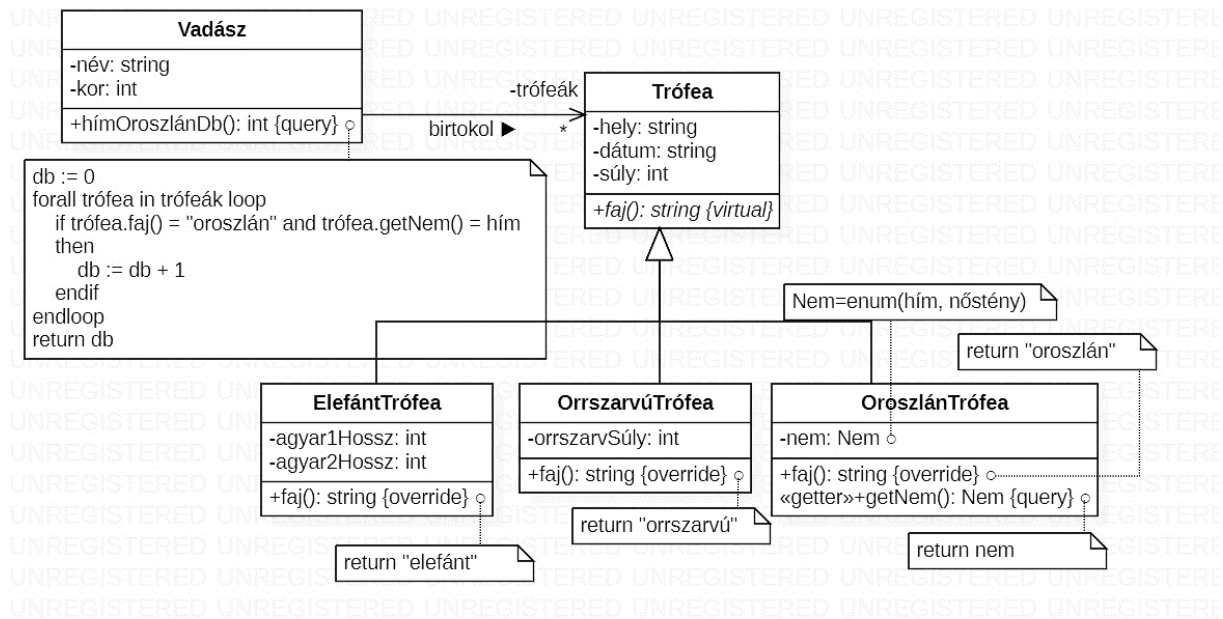 Vadász
-név: string
-kor: int
+hímOroszlánDb(): int {query}
-trófeák
birtokol ▶
*
Trófea
-hely: string
-dátum: string
-súly: int
+faj(): string {virtual}
db := 0
forall trófea in trófeák loop
if trófea.faj() = "oroszlán" and trófea.getNem() = hím
then
db := db + 1
endif
endloop
return db
Nem=enum(hím, nőstény)
return "oroszlán"
ElefántTrófea
-agyar1Hossz: int
-agyar2Hossz: int
+faj(): string {override}
return "elefánt"
OrrszarvúTrófea
-orrszarvSúly: int
+faj(): string {override}
return "orrszarvú"
OroszlánTrófea
-nem: Nem
+faj(): string {override}
«getter»+getNem(): Nem {query}
return nem